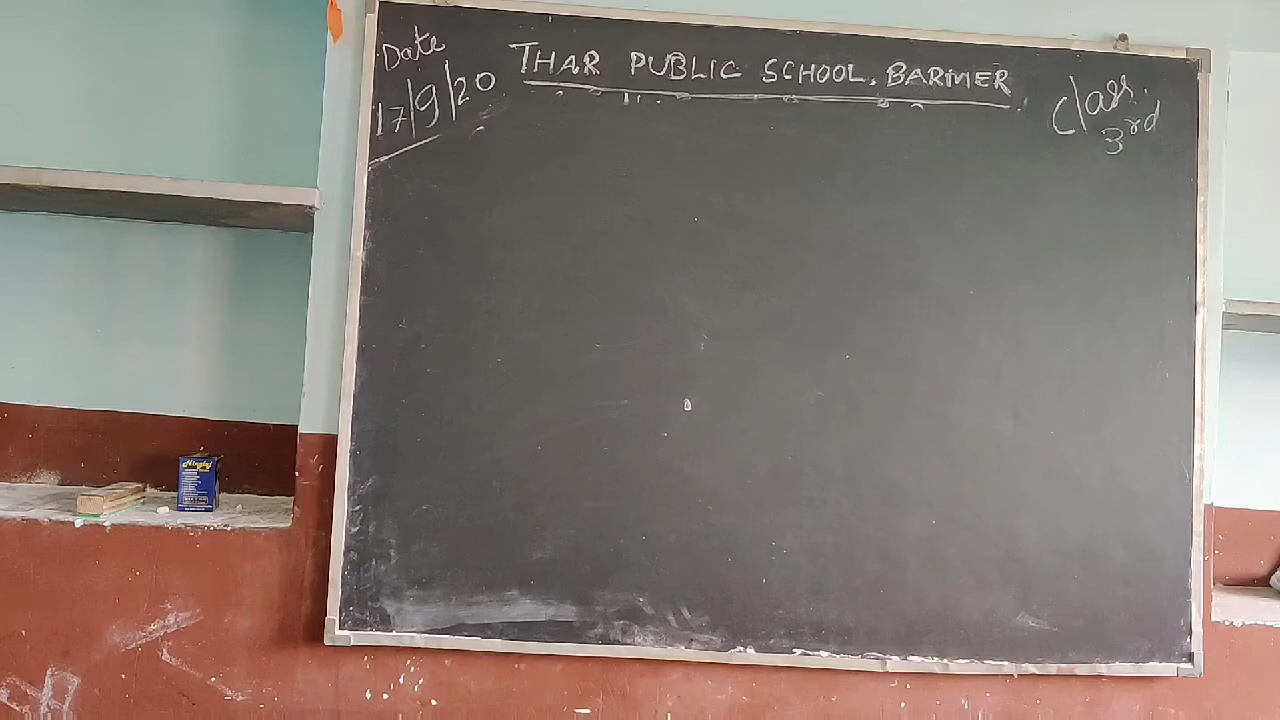 Date
17/9/20
THAR PUBLIC SCHOOL, BARMER
Class.
3rd